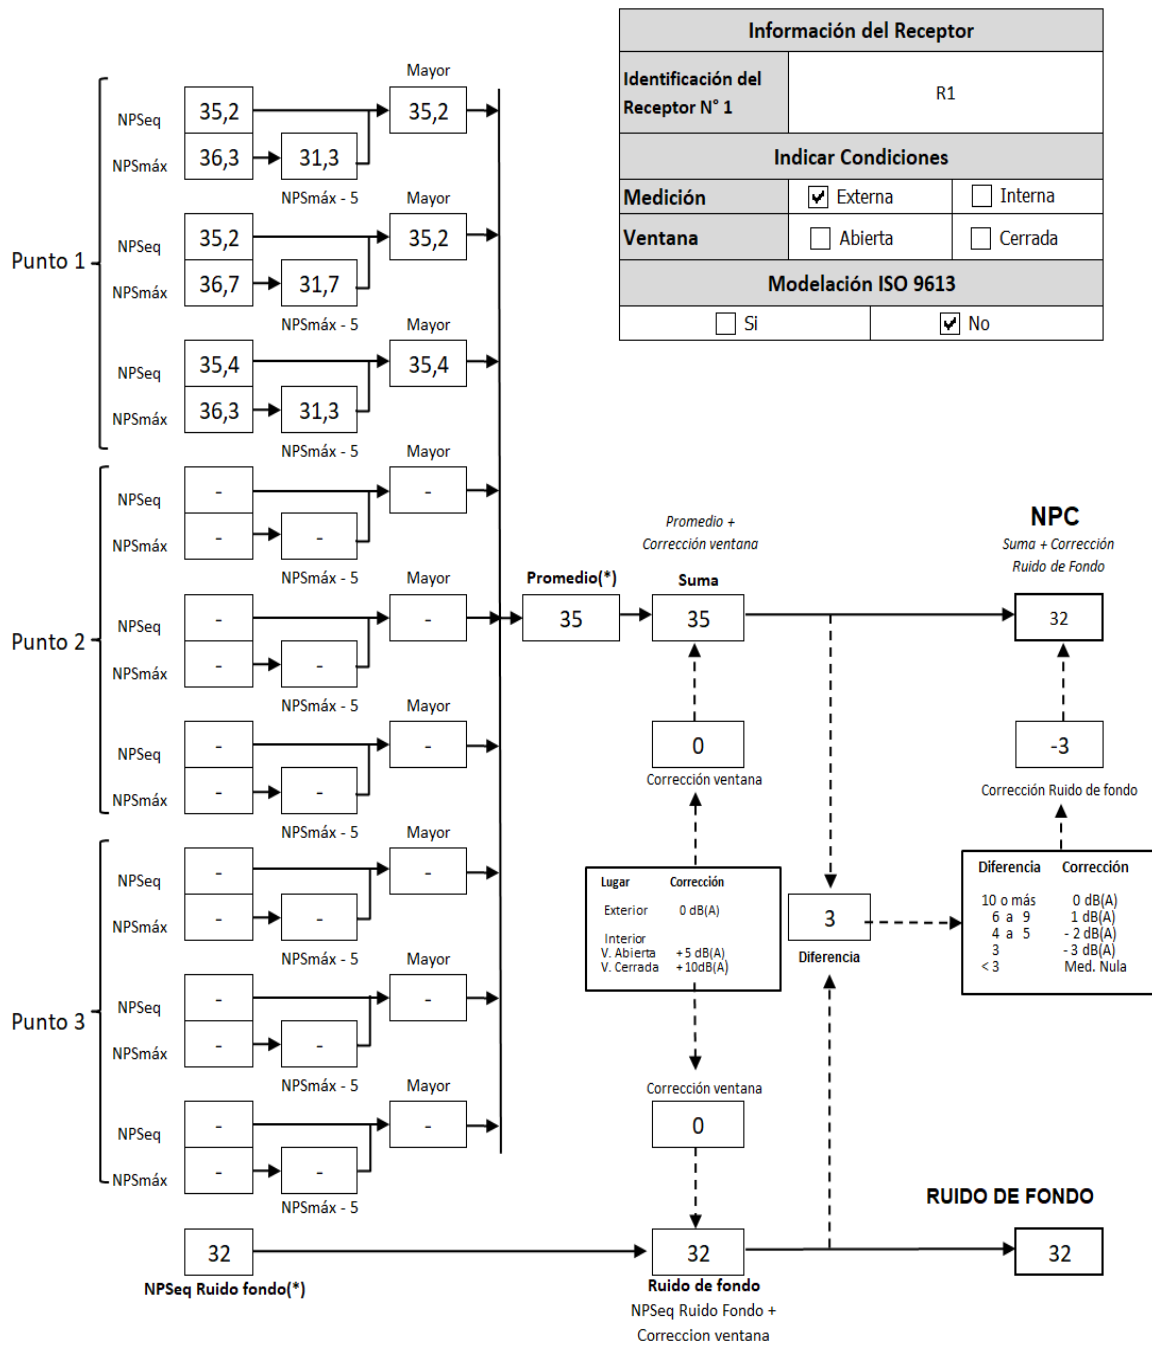 Información del Receptor
Identificación del
Receptor N° 1
R1
Indicar Condiciones
Medición
Externa
Interna
Ventana
Abierta
Cerrada
Modelación ISO 9613
Si
No
Punto 1
Mayor
NPSeq
35,2
35,2
NPSmáx
36,3
31,3
NPSmáx - 5
Mayor
NPSeq
35,2
35,2
NPSmáx
36,7
31,7
NPSmáx - 5
Mayor
NPSeq
35,4
35,4
NPSmáx
36,3
31,3
NPSmáx - 5
Punto 2
Mayor
NPSeq
-
-
NPSmáx
-
-
NPSmáx - 5
Mayor
NPSeq
-
-
NPSmáx
-
-
NPSmáx - 5
Mayor
NPSeq
-
-
NPSmáx
-
-
NPSmáx - 5
Punto 3
Mayor
NPSeq
-
-
NPSmáx
-
-
NPSmáx - 5
Mayor
NPSeq
-
-
NPSmáx
-
-
NPSmáx - 5
Mayor
NPSeq
-
-
NPSmáx
-
-
NPSmáx - 5
Promedio(*)
35
Promedio +
Corrección ventana
Suma
35
0
Corrección ventana
NPC
Suma + Corrección
Ruido de Fondo
32
-3
Corrección Ruido de fondo
Lugar Corrección
Exterior 0 dB(A)
Interior
V. Abierta +5 dB(A)
V. Cerrada +10dB(A)
3
Diferencia
Diferencia Corrección
10 o más 0 dB(A)
6 a 9 1 dB(A)
4 a 5 - 2 dB(A)
3 - 3 dB(A)
< 3 Med. Nula
Corrección ventana
0
32
NPSeq Ruido fondo(*)
32
Ruido de fondo
NPSeq Ruido Fondo +
Correccion ventana
RUIDO DE FONDO
32